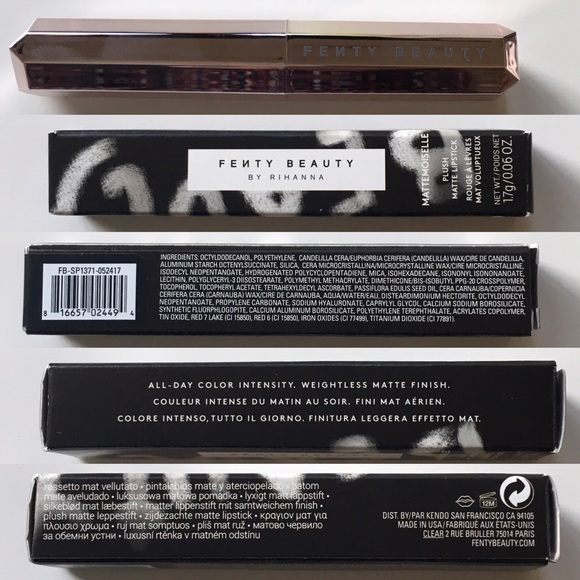 FENTY BEAUTY
FENTY BEAUTY
BY RIHANNA
MATTEMOISELLE
PLUSH
MATTE LIPSTICK
ROUGE À LÈVRES
MAT VOLUPTUEUX
NET WT./POIDS NET
1.7g/0.06 OZ.
FB-SP1371-052417
8 16657 02449 4
INGREDIENTS: OCTYLDODECANOL, POLYETHYLENE, CANDELILLA CERA/EUPHORBIA CERIFERA (CANDELILLA) WAX/CIRE DE CANDELILLA,
ALUMINUM STARCH OCTENYLSUCCINATE, SILICA, CERA MICROCRISTALLINA/MICROCRYSTALLINE WAX/CIRE MICROCRISTALLINE,
ISODECYL NEOPENTANOATE, HYDROGENATED POLYCYCLOPENTADIENE, MICA, ISOHEXADECANE, ISONONYL ISONONANOATE,
LECITHIN, POLYGLYCERYL-3 DIISOSTEARATE, POLYMETHYL METHACRYLATE, DIMETHICONE/BIS-ISOBUTYL PPG-20 CROSSPOLYMER,
TOCOPHEROL, TOCOPHERYL ACETATE, TETRAHEXYLDECYL ASCORBATE, PASSIFLORA EDULIS SEED OIL, CERA CARNAUBA/COPERNICIA
CERIFERA CERA (CARNAUBA) WAX/CIRE DE CARNAUBA, AQUA/WATER/EAU, DISTEARDIMONIUM HECTORITE, OCTYLDODECYL
NEOPENTANOATE, PROPYLENE CARBONATE, SODIUM HYALURONATE, CAPRYLYL GLYCOL, CALCIUM SODIUM BOROSILICATE,
SYNTHETIC FLUORPHLOGOPITE, CALCIUM ALUMINUM BOROSILICATE, POLYETHYLENE TEREPHTHALATE, ACRYLATES COPOLYMER,
TIN OXIDE, RED 7 LAKE (CI 15850), RED 6 (CI 15850), IRON OXIDES (CI 77499), TITANIUM DIOXIDE (CI 77891).
ALL-DAY COLOR INTENSITY. WEIGHTLESS MATTE FINISH.
COULEUR INTENSE DU MATIN AU SOIR. FINI MAT AÉRIEN.
COLORE INTENSO, TUTTO IL GIORNO. FINITURA LEGGERA EFFETTO MAT.
rossetto mat vellutato • pintalabios mate y aterciopelado • batom
mate aveludado • luksusowa matowa pomadka • lyxigt matt läppstift •
silkeblød mat læbestift • matter lippenstift mit samtweichem finish •
plush matte leppestift • zijdezachte matte lipstick • κραγιον ματ για
πλουσιο χρωμα • ruj mat somptuos • pliš mat ruž • матово червило
за обемни устни • luxusní rtěnka v matném odstínu
12M
DIST. BY/PAR KENDO SAN FRANCISCO CA 94105
MADE IN USA/FABRIQUÉ AUX ÉTATS-UNIS
CLEAR 2 RUE BRULLER 75014 PARIS
FENTYBEAUTY.COM